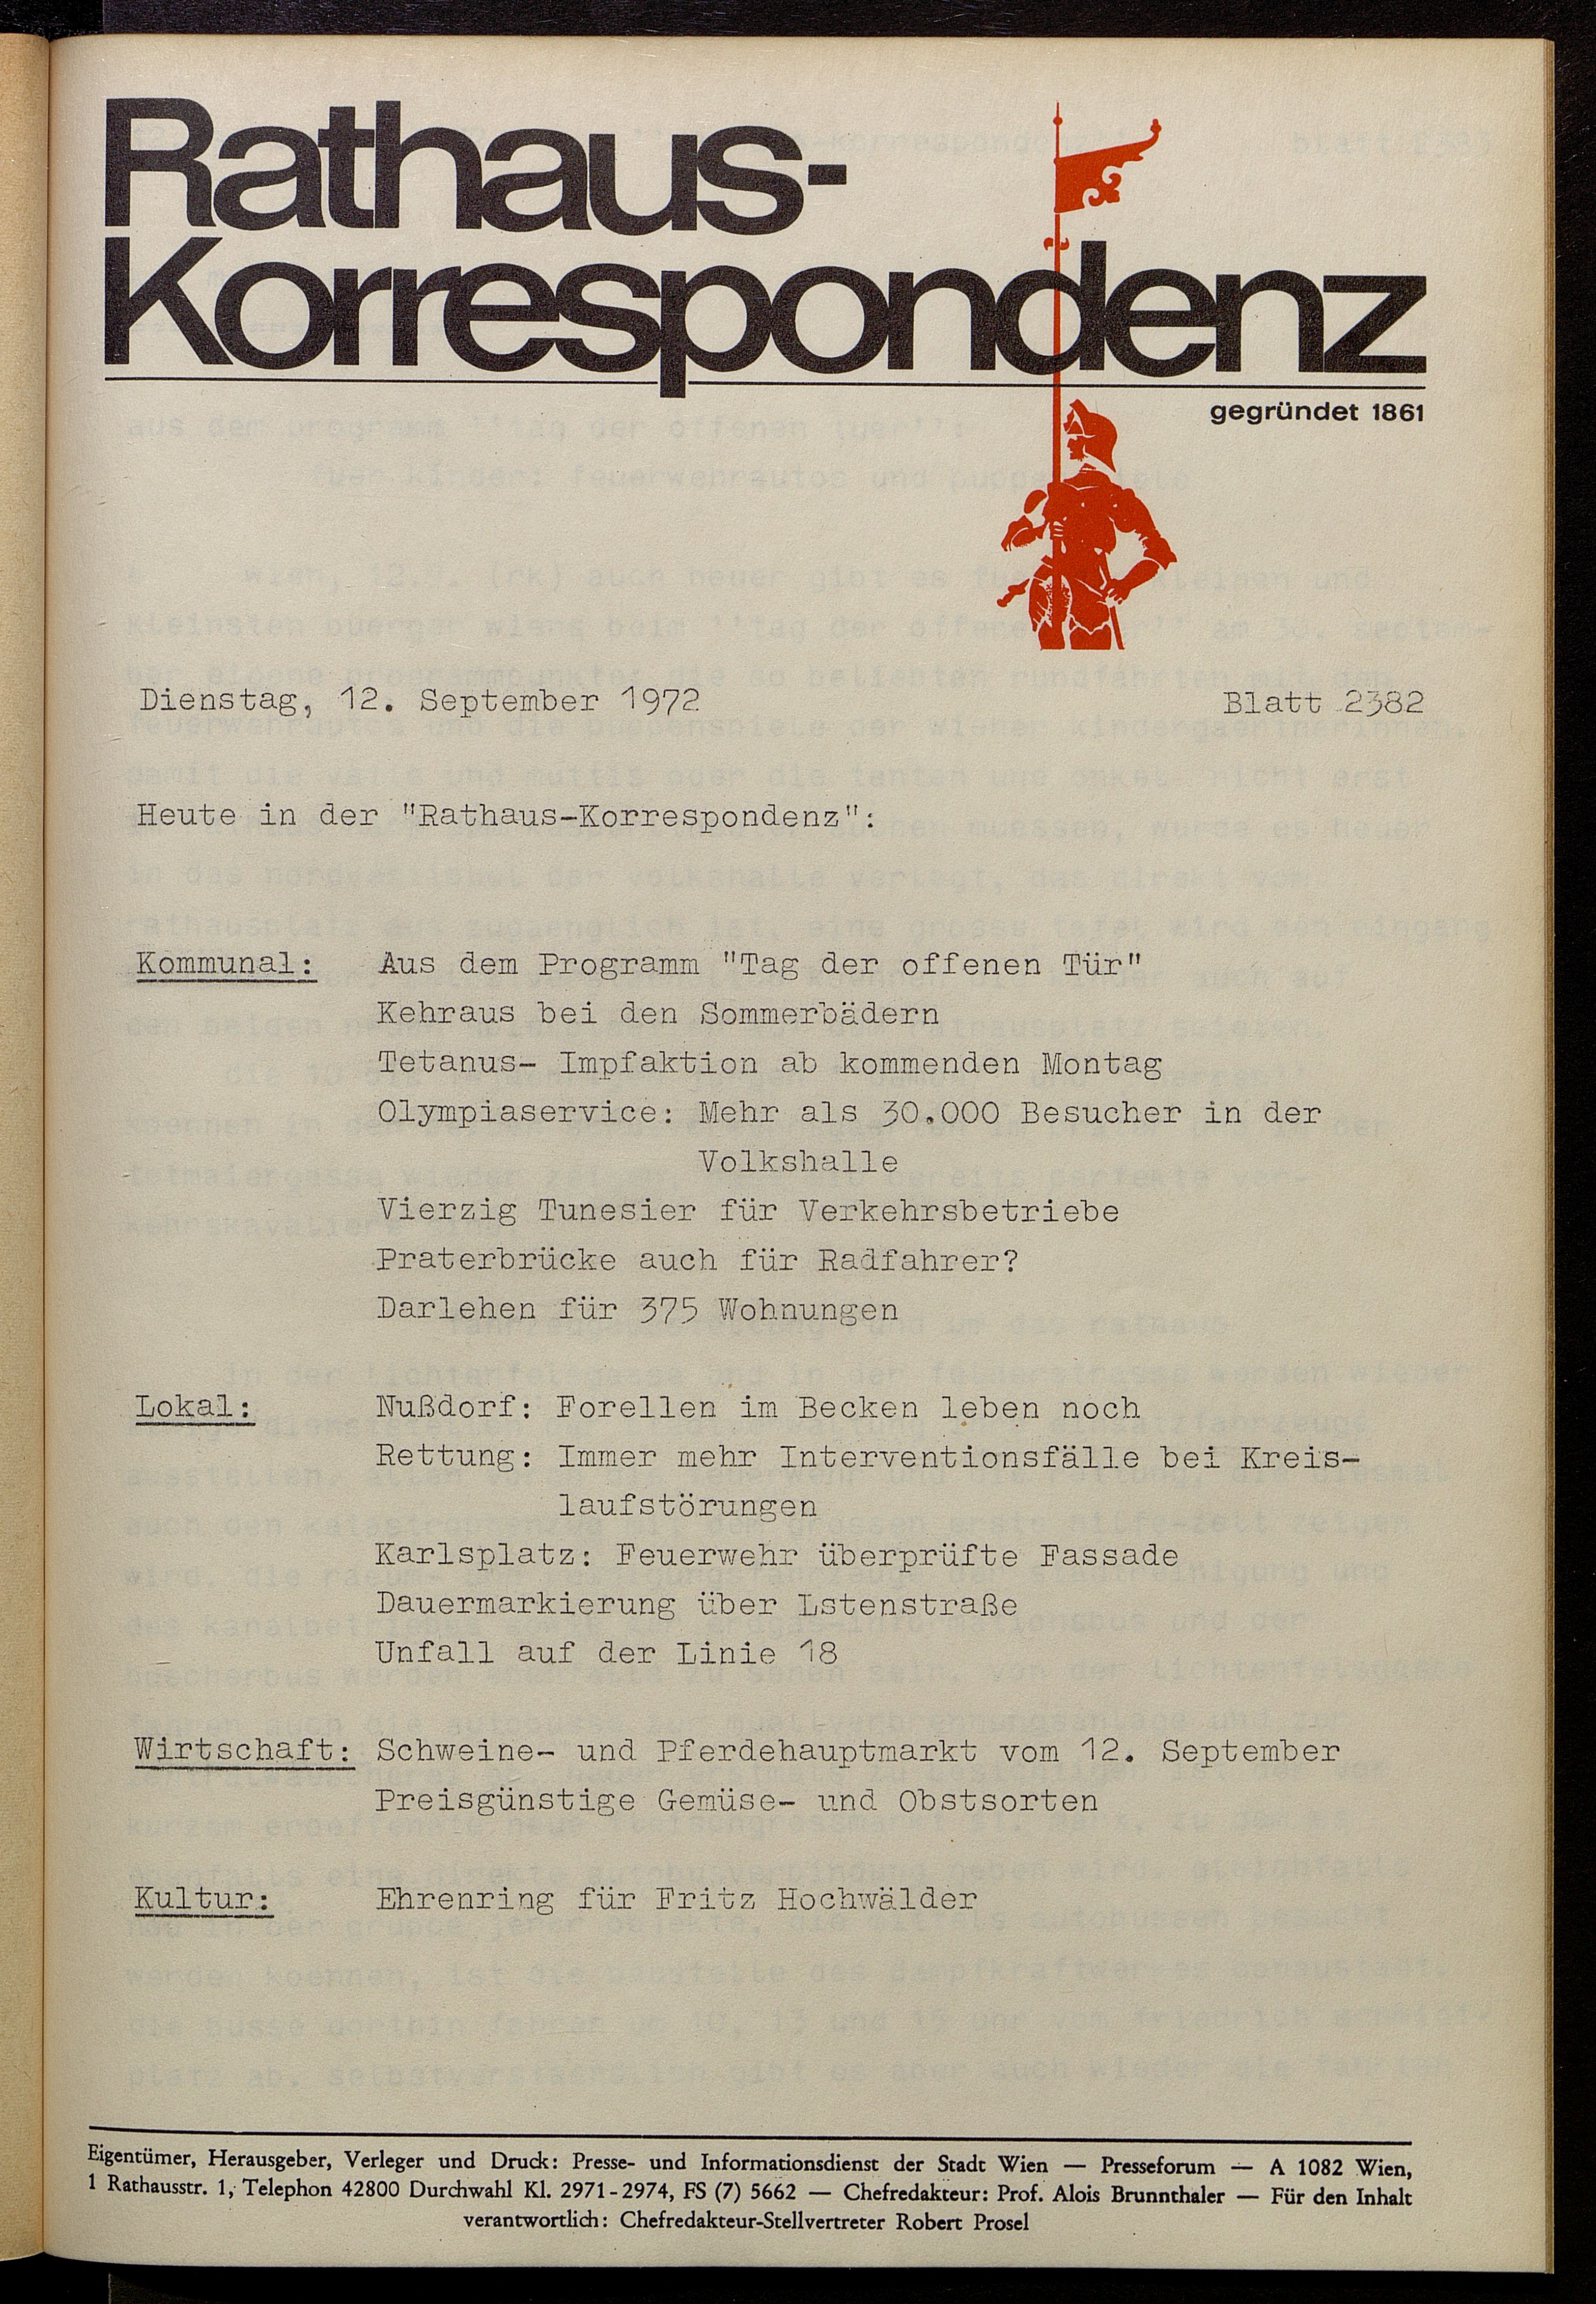 Rathaus-
Korrespondenz
gegründet 1861
Dienstag, 12. September 1972 Blatt 2382
Heute in der "Rathaus-Korrespondenz":
Kommunal: Aus dem Programm "Tag der offenen Tür"
Kehraus bei den Sommerbädern
Tetanus- Impfaktion ab kommenden Montag
Olympiaservice: Mehr als 30.000 Besucher in der
Volkshalle
Vierzig Tunesier für Verkehrsbetriebe
Praterbrücke auch für Radfahrer?
Darlehen für 375 Wohnungen
Lokal: Nußdorf: Forellen im Becken leben noch
Rettung: Immer mehr Interventionsfälle bei Kreis-
laufstörungen
Karlsplatz: Feuerwehr überprüfte Fassade
Dauermarkierung über Lstenstraße
Unfall auf der Linie 18
Wirtschaft: Schweine- und Pferdehauptmarkt vom 12. September
Preisgünstige Gemüse- und Obstsorten
Kultur: Ehrenring für Fritz Hochwälder
Eigentümer, Herausgeber, Verleger und Druck: Presse- und Informationsdienst der Stadt Wien — Presseforum — A 1082 Wien,
1 Rathausstr. 1, Telephon 42800 Durchwahl Kl. 2971-2974, FS (7) 5662 — Chefredakteur: Prof. Alois Brunnthaler — Für den Inhalt
verantwortlich: Chefredakteur-Stellvertreter Robert Prosel